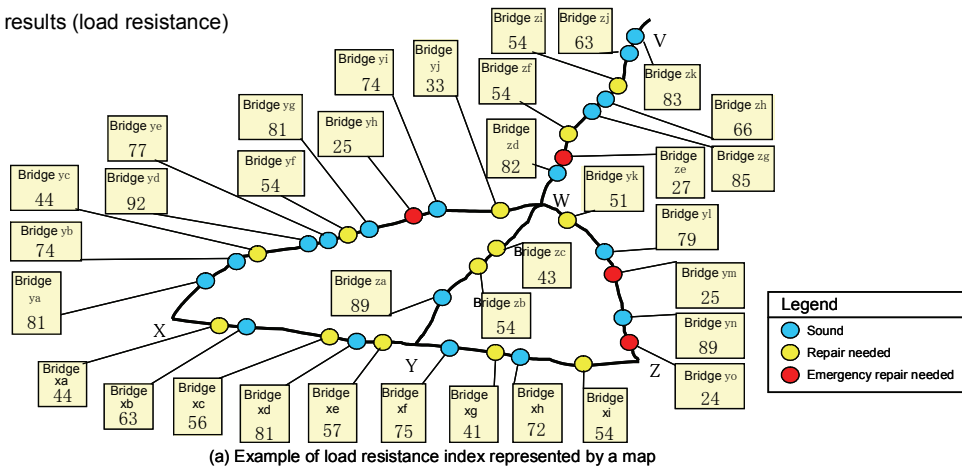 results (load resistance)
Bridge zi
54
Bridge zj
63
V
Bridge zk
83
Bridge yi
74
Bridge
yj
33
Bridge zf
54
Bridge zh
66
Bridge yg
81
Bridge yh
25
Bridge
zd
82
Bridge
ze
27
Bridge zg
85
Bridge ye
77
Bridge yf
54
Bridge yc
44
Bridge yd
92
W
Bridge yk
51
Bridge yb
74
Bridge yl
79
Bridge
ya
81
Bridge za
89
Bridge zc
43
Bridge zb
54
Bridge ym
25
Bridge yn
89
X
Y
Z
Bridge yo
24
Bridge
xa
44
Bridge
xb
63
Bridge
xc
56
Bridge
xd
81
Bridge
xe
57
Bridge
xf
75
Bridge
xg
41
Bridge
xh
72
Bridge
xi
54
Legend
Sound
Repair needed
Emergency repair needed
(a) Example of load resistance index represented by a map